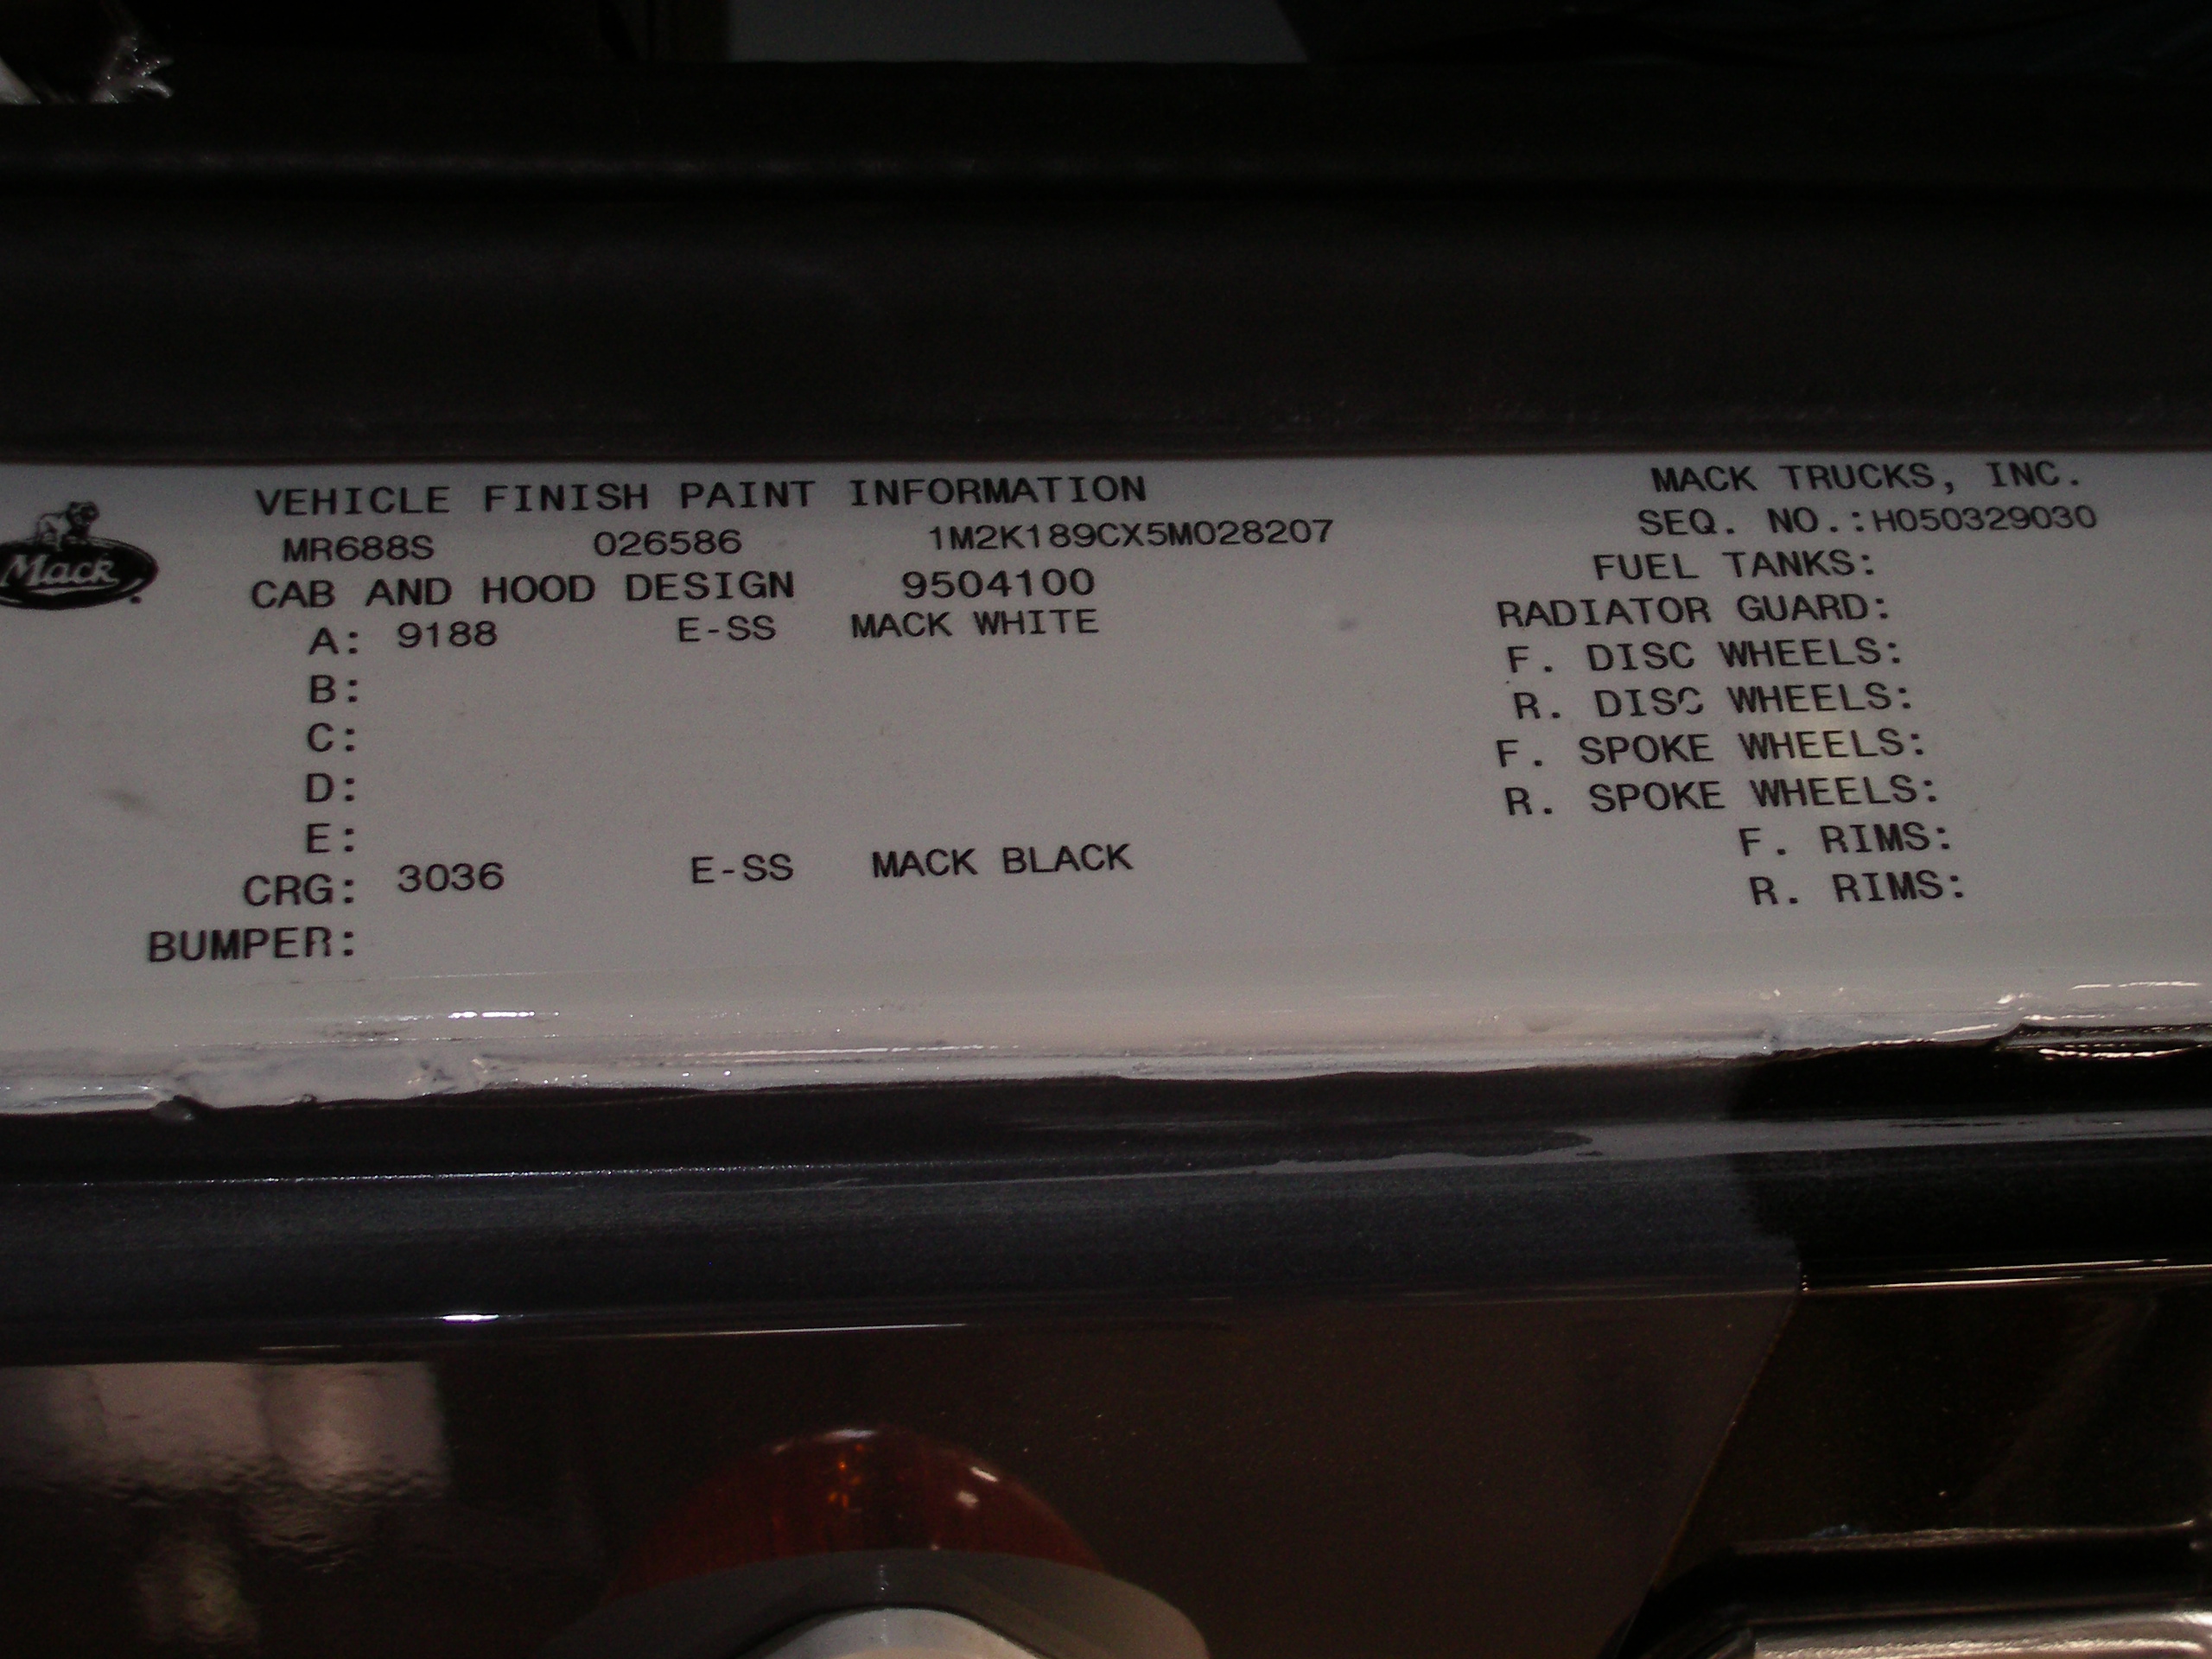 Mack
VEHICLE FINISH PAINT INFORMATION
MR688S 026586 1M2K189CX5M028207
CAB AND HOOD DESIGN 9504100
A: 9188 E-SS MACK WHITE
B:
C:
D:
E:
CRG: 3036 E-SS MACK BLACK
BUMPER:
MACK TRUCKS, INC.
SEQ. NO.:H050329030
FUEL TANKS:
RADIATOR GUARD:
F. DISC WHEELS:
R. DISC WHEELS:
F. SPOKE WHEELS:
R. SPOKE WHEELS:
F. RIMS:
R. RIMS: